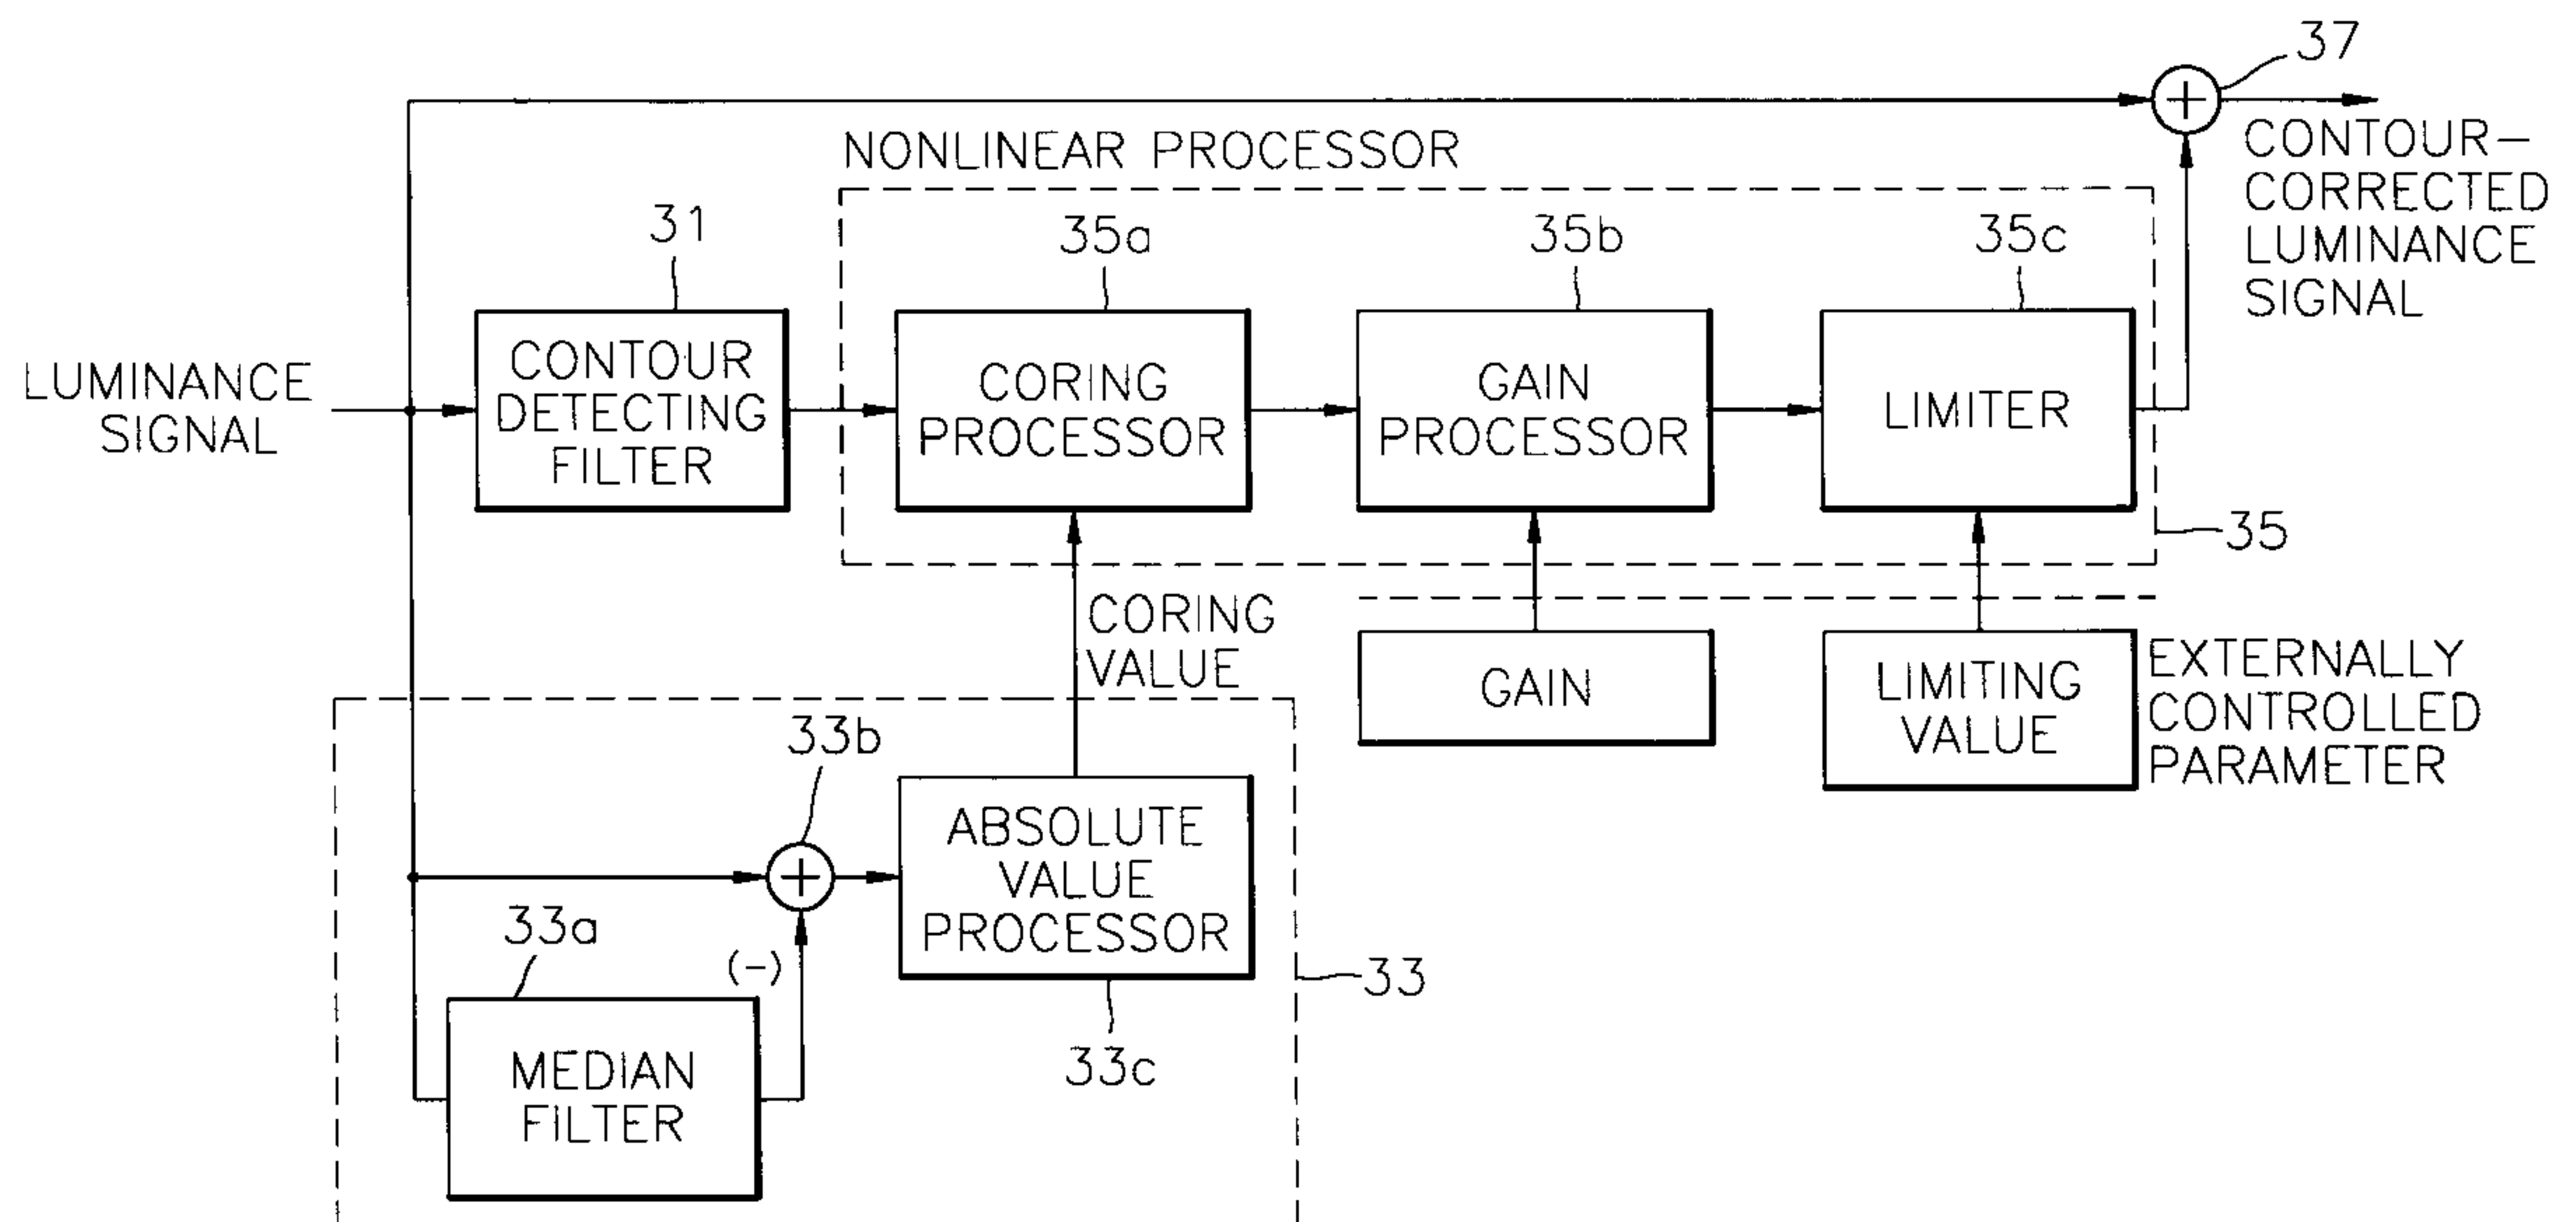 37
NONLINEAR PROCESSOR
CONTOUR-
CORRECTED
LUMINANCE
SIGNAL
31
35a
35b
35c
LUMINANCE
SIGNAL
CONTOUR
DETECTING
FILTER
CORING
PROCESSOR
GAIN
PROCESSOR
LIMITER
35
CORING
VALUE
GAIN
LIMITING
VALUE
EXTERNALLY
CONTROLLED
PARAMETER
33b
+
ABSOLUTE
VALUE
PROCESSOR
33a
(-)
33
MEDIAN
FILTER
33c